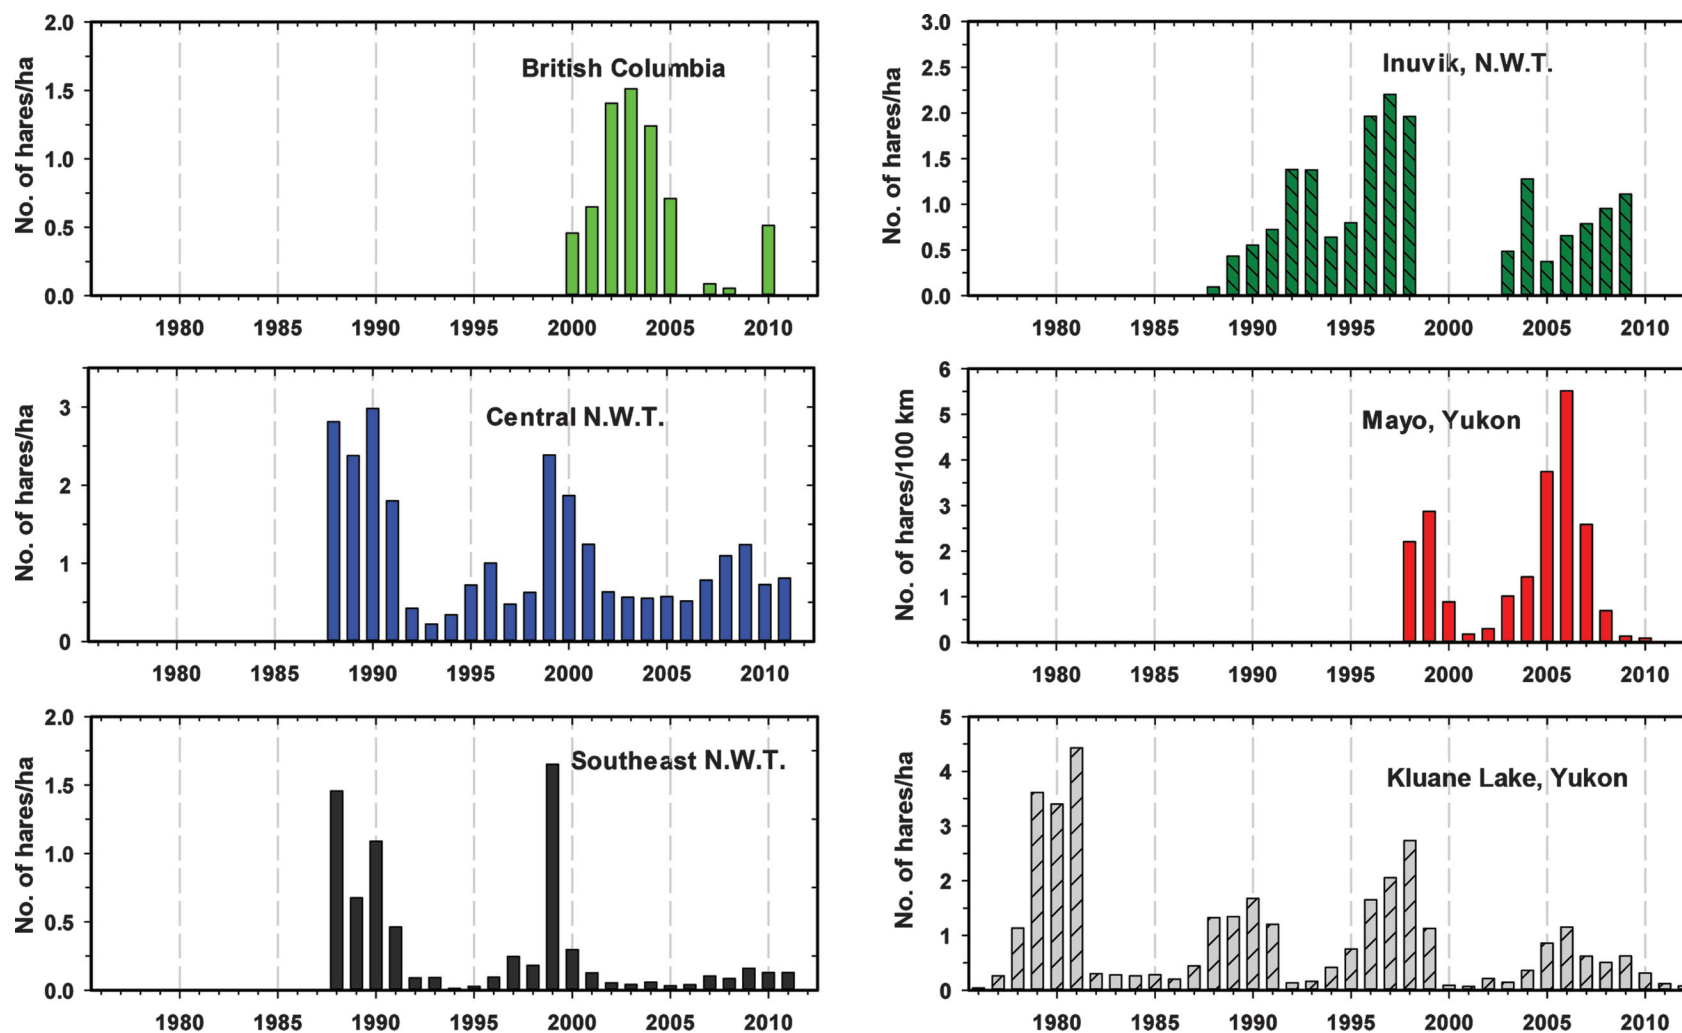 British Columbia
No. of hares/ha
2.0
1.5
1.0
0.5
0.0
1980 1985 1990 1995 2000 2005 2010
Inuvik, N.W.T.
No. of hares/ha
3.0
2.5
2.0
1.5
1.0
0.5
0.0
1980 1985 1990 1995 2000 2005 2010
Central N.W.T.
No. of hares/ha
3
2
1
0
1980 1985 1990 1995 2000 2005 2010
Mayo, Yukon
No. of hares/100 km
6
5
4
3
2
1
0
1980 1985 1990 1995 2000 2005 2010
Southeast N.W.T.
No. of hares/ha
2.0
1.5
1.0
0.5
0.0
1980 1985 1990 1995 2000 2005 2010
Kluane Lake, Yukon
No. of hares/ha
5
4
3
2
1
0
1980 1985 1990 1995 2000 2005 2010